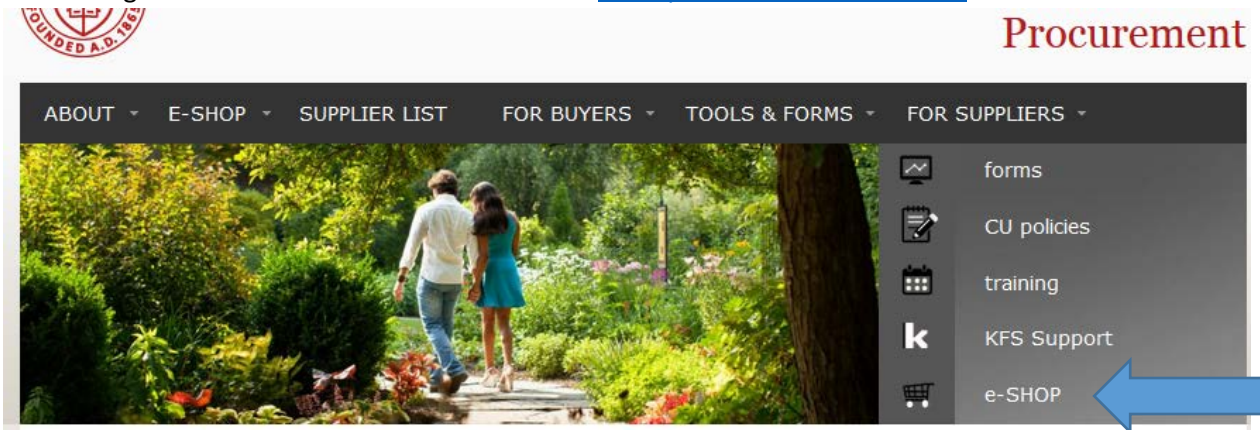 FOUNDED A.D. 1865
Procurement
ABOUT E-SHOP SUPPLIER LIST FOR BUYERS TOOLS & FORMS FOR SUPPLIERS
forms
CU policies
training
k KFS Support
e-SHOP